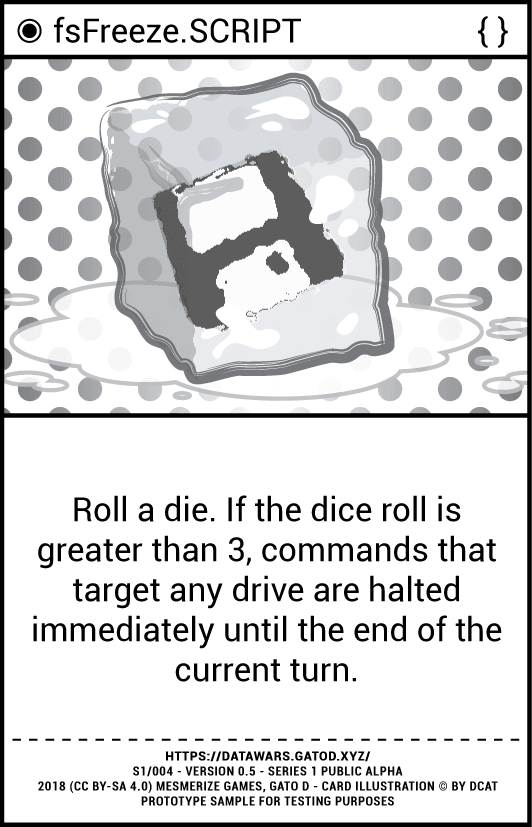 fsFreeze.SCRIPT { }
Roll a die. If the dice roll is
greater than 3, commands that
target any drive are halted
immediately until the end of the
current turn.
HTTPS://DATAWARS.GATOD.XYZ/
S1/004 - VERSION 0.5 - SERIES 1 PUBLIC ALPHA
2018 (CC BY-SA 4.0) MESMERIZE GAMES, GATO D - CARD ILLUSTRATION © BY DCAT
PROTOTYPE SAMPLE FOR TESTING PURPOSES